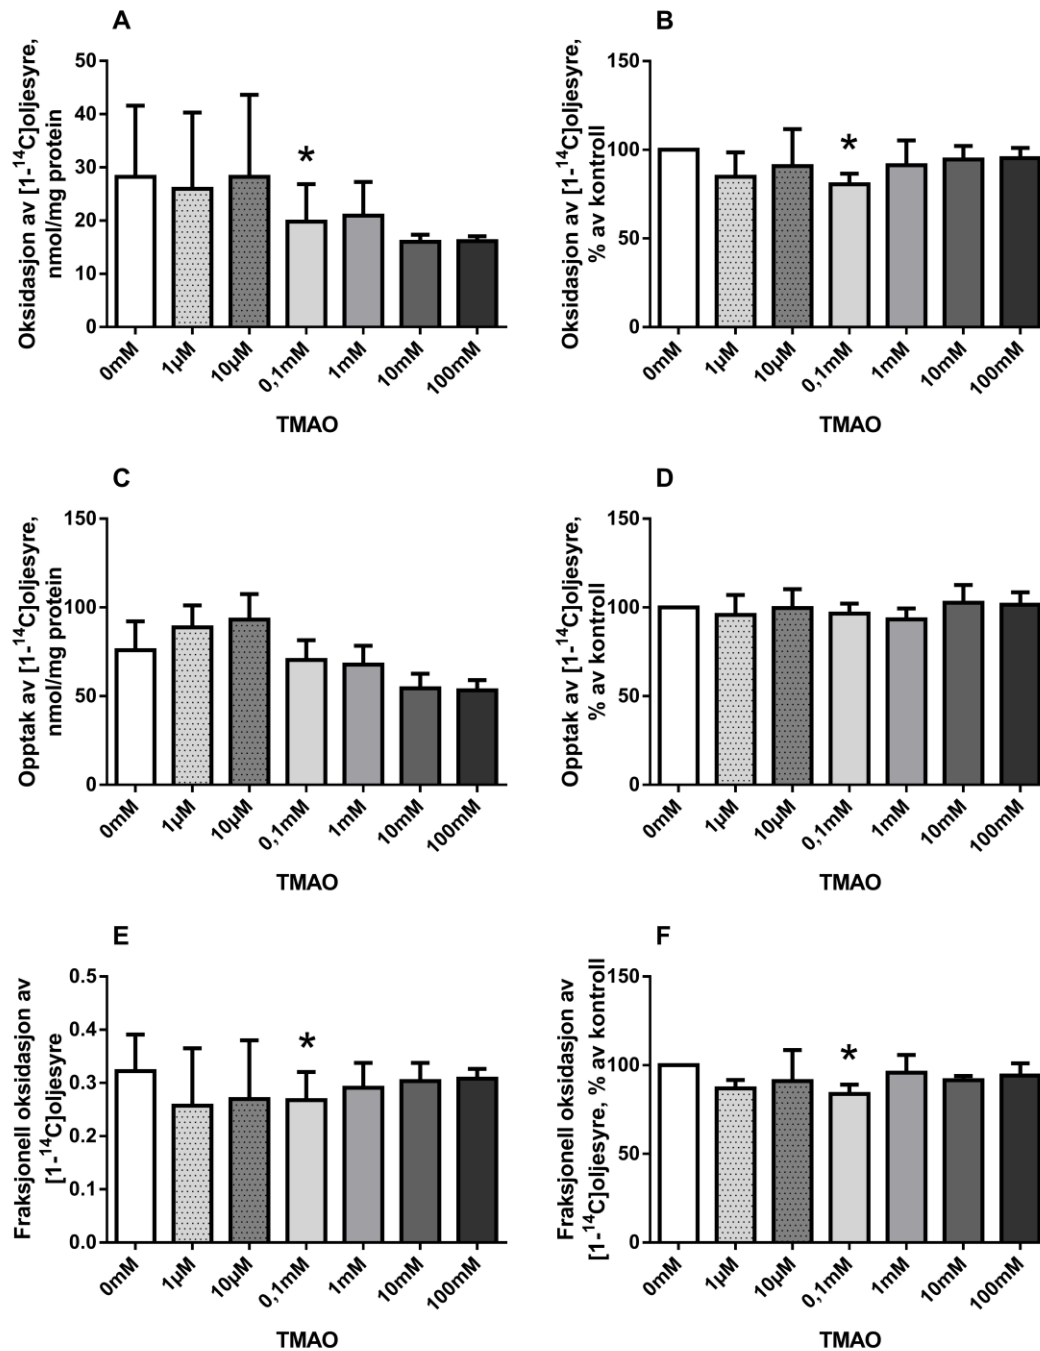 A
Oksidasjon av [1-¹⁴C]oljesyre,
nmol/mg protein
50
40
30
20
10
0
*
0mM
1µM
10µM
0,1mM
1mM
10mM
100mM
TMAO
B
Oksidasjon av [1-¹⁴C]oljesyre,
% av kontroll
150
100
50
0
*
0mM
1µM
10µM
0,1mM
1mM
10mM
100mM
TMAO
C
Opptak av [1-¹⁴C]oljesyre,
nmol/mg protein
150
100
50
0
0mM
1µM
10µM
0,1mM
1mM
10mM
100mM
TMAO
D
Opptak av [1-¹⁴C]oljesyre,
% av kontroll
150
100
50
0
0mM
1µM
10µM
0,1mM
1mM
10mM
100mM
TMAO
E
Fraksjonell oksidasjon av
[1-¹⁴C]oljesyre
0.5
0.4
0.3
0.2
0.1
0.0
*
0mM
1µM
10µM
0,1mM
1mM
10mM
100mM
TMAO
F
Fraksjonell oksidasjon av
[1-¹⁴C]oljesyre, % av kontroll
150
100
50
0
*
0mM
1µM
10µM
0,1mM
1mM
10mM
100mM
TMAO